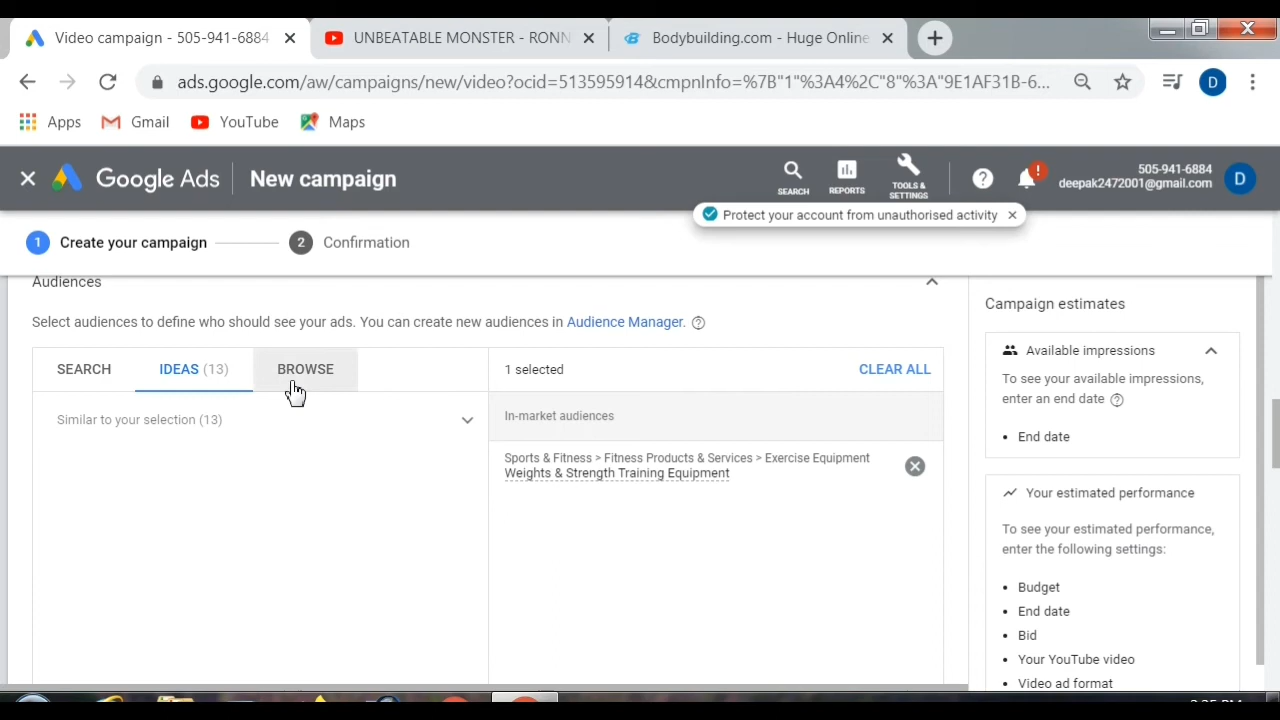 Video campaign - 505-941-6884
UNBEATABLE MONSTER - RONN
Bodybuilding.com - Huge Online
ads.google.com/aw/campaigns/new/video?ocid=513595914&cmpnInfo=%7B"1"%3A4%2C"8"%3A"9E1AF31B-6...
D
Apps
Gmail
YouTube
Maps
Google Ads
New campaign
SEARCH
REPORTS
TOOLS &
SETTINGS
505-941-6884
deepak2472001@gmail.com
D
Protect your account from unauthorised activity
1 Create your campaign
2 Confirmation
Audiences
Select audiences to define who should see your ads. You can create new audiences in Audience Manager.
SEARCH
IDEAS (13)
BROWSE
1 selected
CLEAR ALL
Similar to your selection (13)
In-market audiences
Sports & Fitness > Fitness Products & Services > Exercise Equipment
Weights & Strength Training Equipment
Campaign estimates
Available impressions
To see your available impressions,
enter an end date
• End date
Your estimated performance
To see your estimated performance,
enter the following settings:
• Budget
• End date
• Bid
• Your YouTube video
• Video ad format